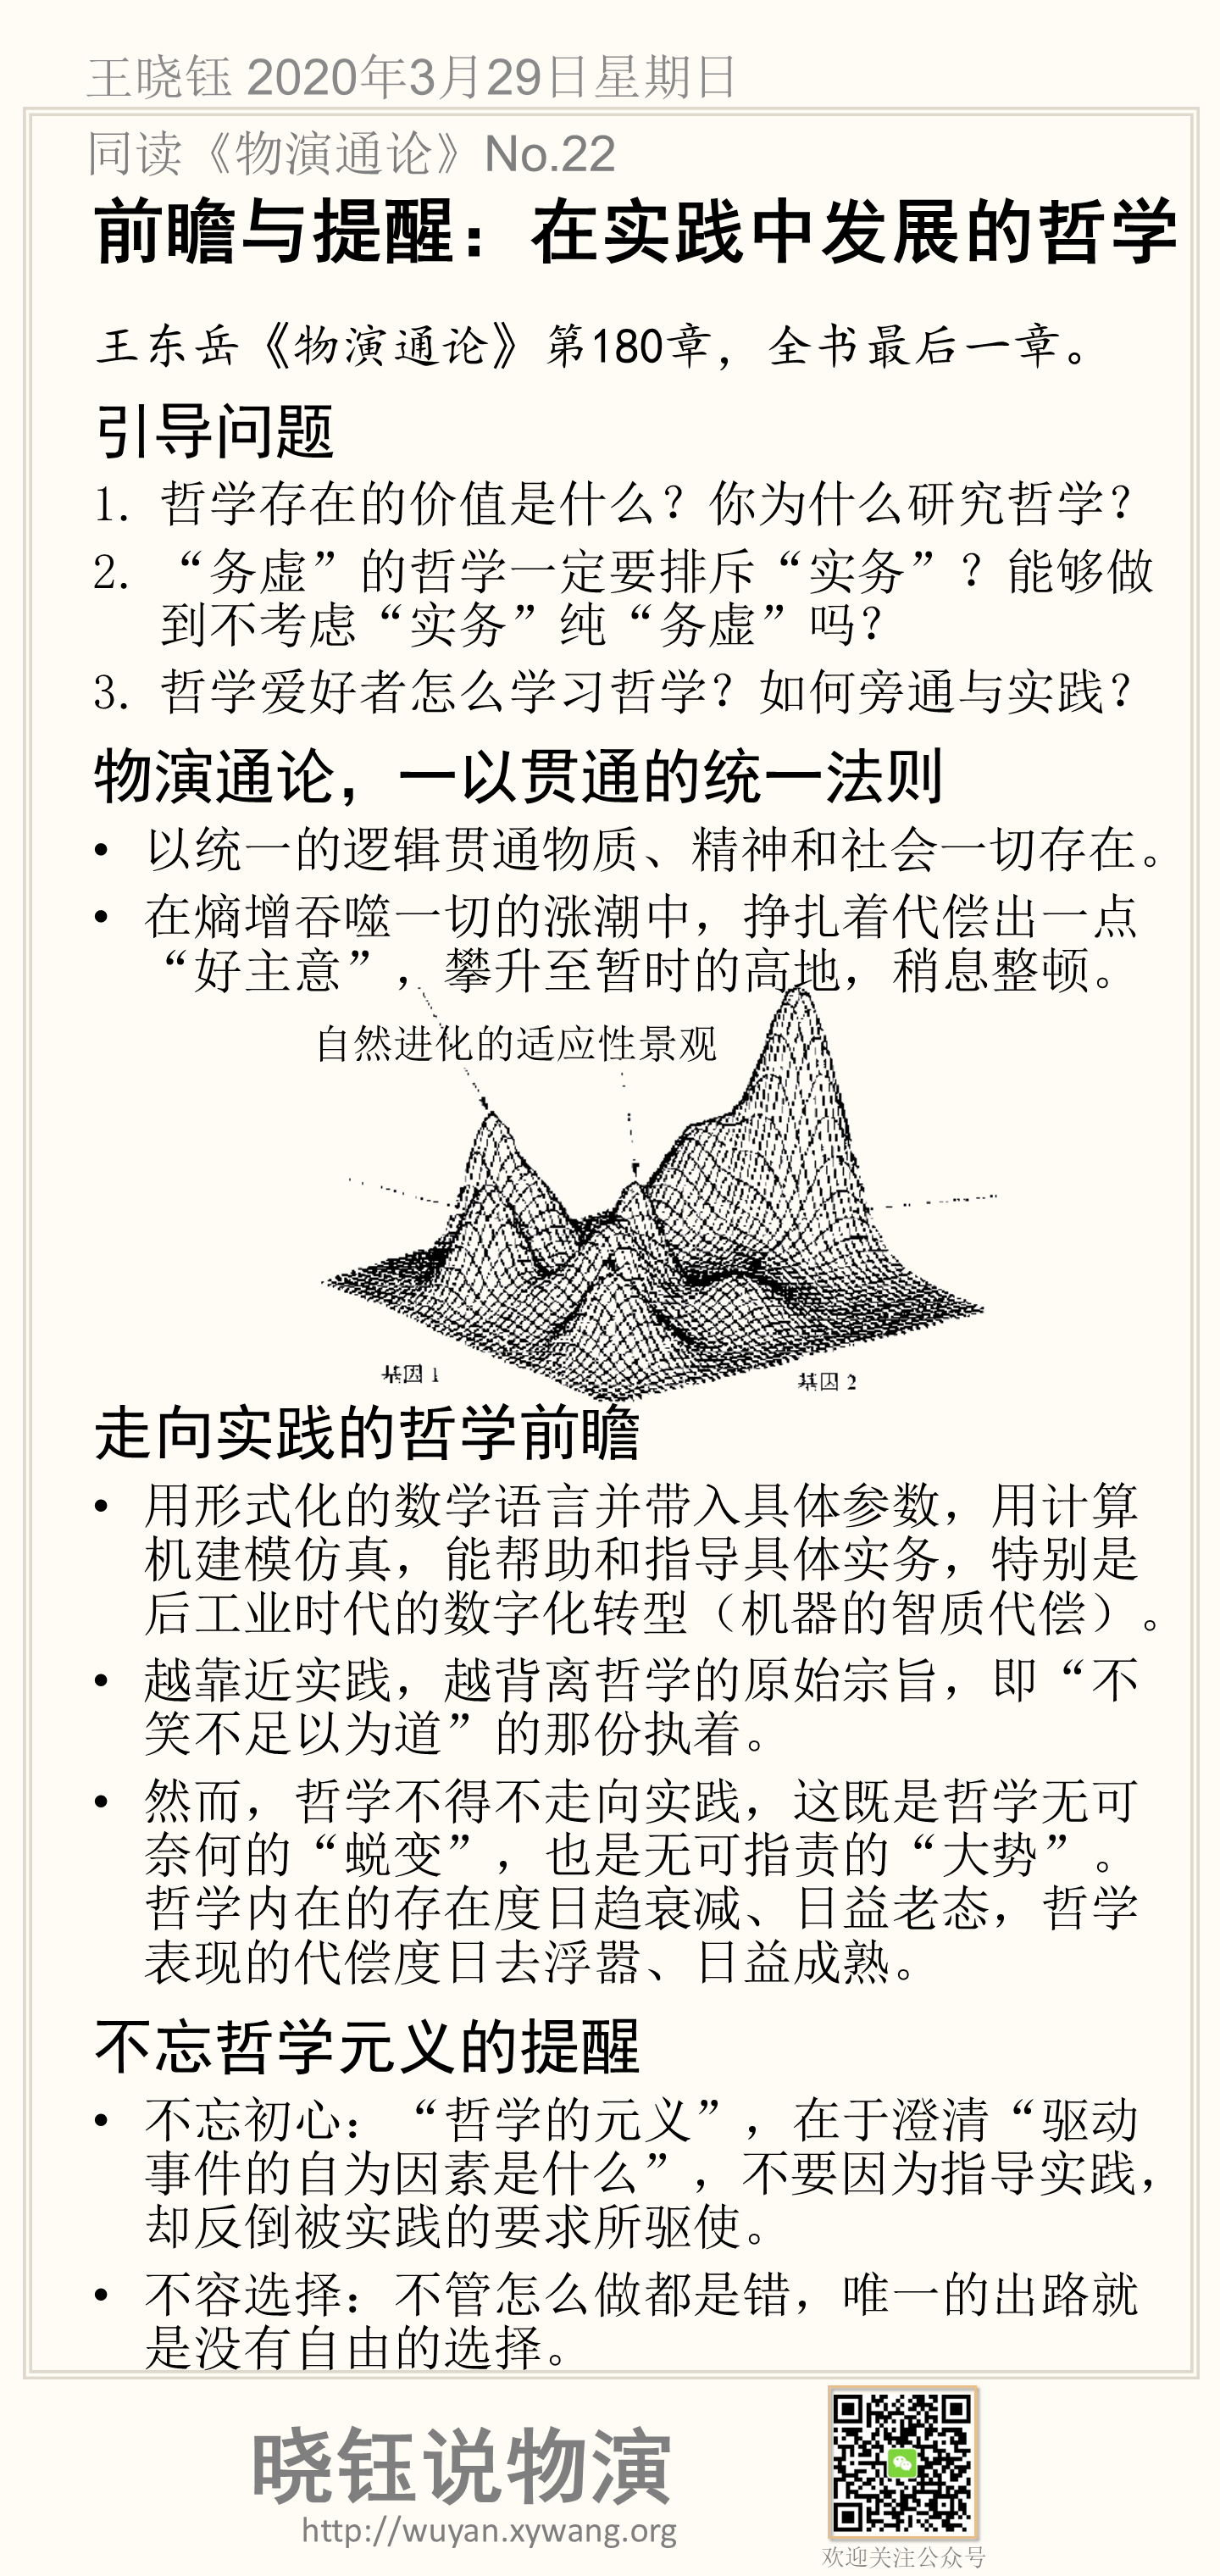 王晓钰 2020年3月29日星期日
同读《物演通论》No.22
前瞻与提醒：在实践中发展的哲学
王东岳《物演通论》第180章，全书最后一章。
引导问题
1. 哲学存在的价值是什么？你为什么研究哲学？
2. “务虚”的哲学一定要排斥“实务”？能够做
到不考虑“实务”纯“务虚”吗？
3. 哲学爱好者怎么学习哲学？如何旁通与实践？
物演通论，一以贯通的统一法则
• 以统一的逻辑贯通物质、精神和社会一切存在。
• 在熵增吞噬一切的涨潮中，挣扎着代偿出一点
“好主意”，攀升至暂时的高地，稍息整顿。
自然进化的适应性景观
基因 1
基因 2
走向实践的哲学前瞻
• 用形式化的数学语言并带入具体参数，用计算
机建模仿真，能帮助和指导具体实务，特别是
后工业时代的数字化转型（机器的智质代偿）。
• 越靠近实践，越背离哲学的原始宗旨，即“不
笑不足以为道”的那份执着。
• 然而，哲学不得不走向实践，这既是哲学无可
奈何的“蜕变”，也是无可指责的“大势”。
哲学内在的存在度日趋衰减、日益老态，哲学
表现的代偿度日去浮嚣、日益成熟。
不忘哲学元义的提醒
• 不忘初心：“哲学的元义”，在于澄清“驱动
事件的自为因素是什么”，不要因为指导实践，
却反倒被实践的要求所驱使。
• 不容选择：不管怎么做都是错，唯一的出路就
是没有自由的选择。
晓钰说物演
http://wuyan.xywang.org
欢迎关注公众号